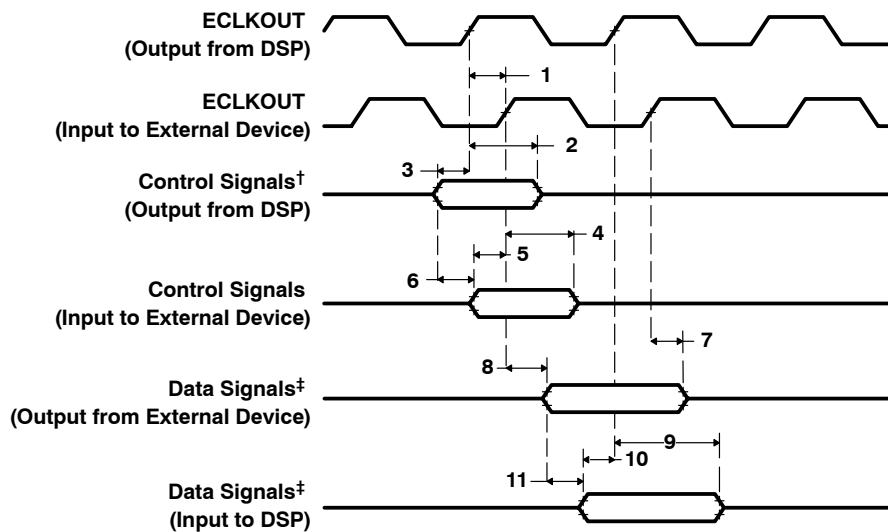 ECLKOUT
(Output from DSP)
1
ECLKOUT
(Input to External Device)
2
3
Control Signals†
(Output from DSP)
4
5
6
Control Signals
(Input to External Device)
7
8
Data Signals‡
(Output from External Device)
9
10
11
Data Signals‡
(Input to DSP)